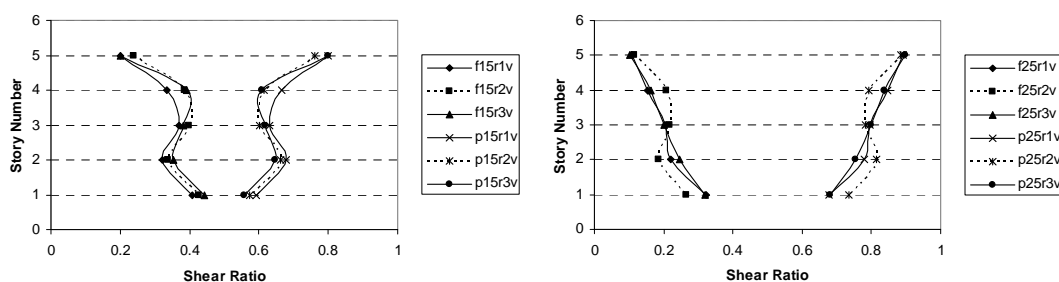 6
5
4
3
2
1
0
Story Number
0
0.2
0.4
0.6
0.8
1
Shear Ratio
f15r1v
f15r2v
f15r3v
p15r1v
p15r2v
p15r3v
6
5
4
3
2
1
0
Story Number
0
0.2
0.4
0.6
0.8
1
Shear Ratio
f25r1v
f25r2v
f25r3v
p25r1v
p25r2v
p25r3v